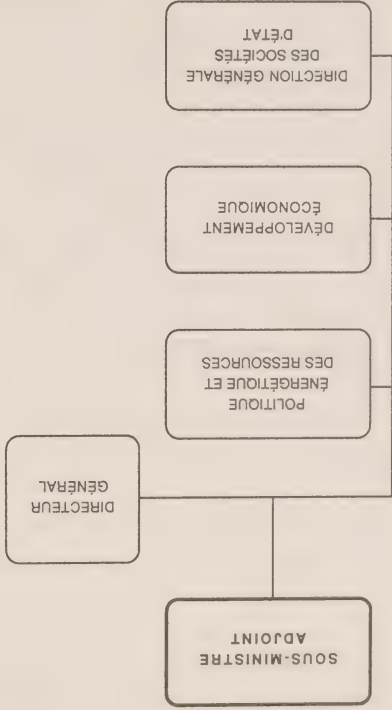 SOUS-MINISTRE
ADJOINT
DIRECTEUR
GÉNÉRAL
POLITIQUE
ÉNERGÉTIQUE ET
DES RESSOURCES
DÉVELOPPEMENT
ÉCONOMIQUE
DIRECTION GÉNÉRALE
DES SOCIÉTÉS
D'ÉTAT